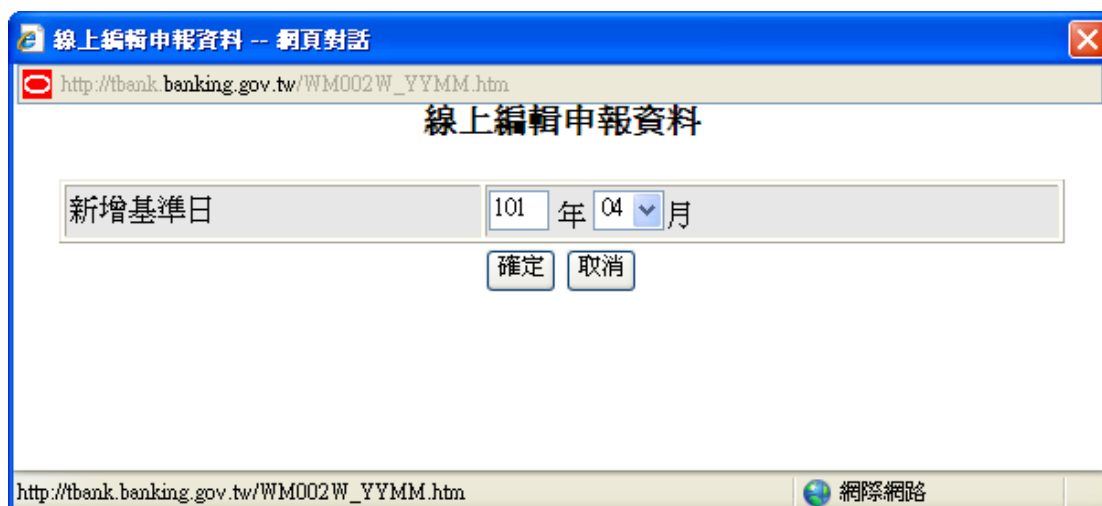 線上編輯申報資料 -- 網頁對話
http://tbank.banking.gov.tw/WM002W_YYMM.htm
線上編輯申報資料
新增基準日 101 年 04 月
確定 取消
http://tbank.banking.gov.tw/WM002W_YYMM.htm 網際網路